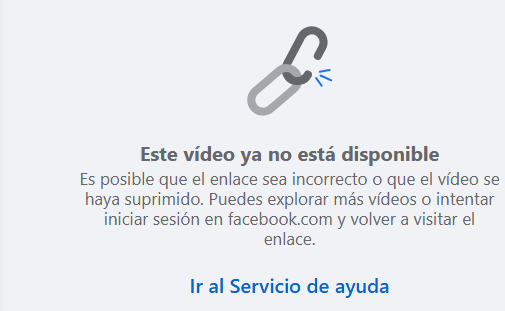 Este vídeo ya no está disponible
Es posible que el enlace sea incorrecto o que el vídeo se
haya suprimido. Puedes explorar más vídeos o intentar
iniciar sesión en facebook.com y volver a visitar el
enlace.
Ir al Servicio de ayuda